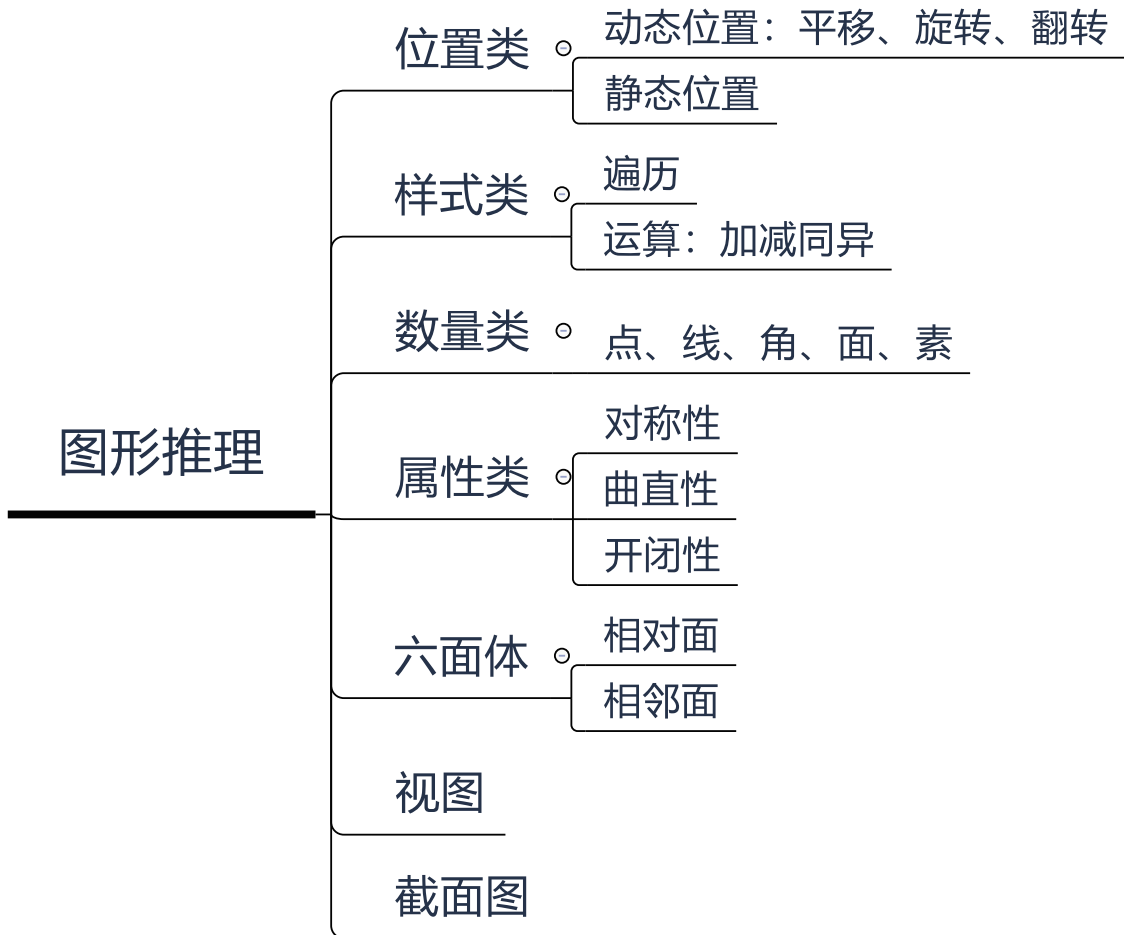 图形推理
位置类
动态位置：平移、旋转、翻转
静态位置
样式类
遍历
运算：加减同异
数量类
点、线、角、面、素
属性类
对称性
曲直性
开闭性
六面体
相对面
相邻面
视图
截面图